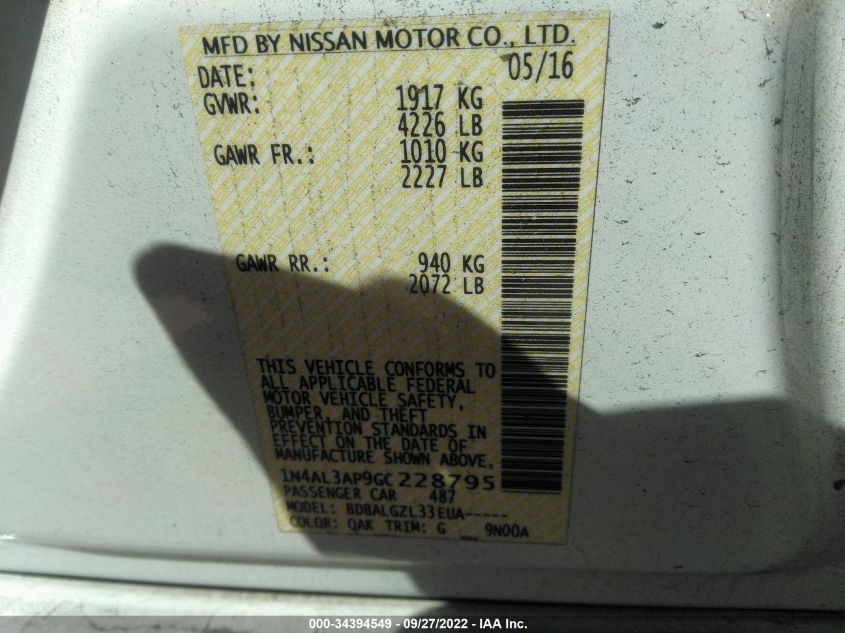 MFD BY NISSAN MOTOR CO., LTD.
DATE: 05/16
GVWR: 1917 KG
4226 LB
GAWR FR.: 1010 KG
2227 LB
GAWR RR.: 940 KG
2072 LB
THIS VEHICLE CONFORMS TO
ALL APPLICABLE FEDERAL
MOTOR VEHICLE SAFETY,
BUMPER, AND THEFT
PREVENTION STANDARDS IN
EFFECT ON THE DATE OF
MANUFACTURE SHOWN ABOVE.
1N4AL3AP9GC228795
PASSENGER CAR 487
MODEL: BDBALGZL33EUA-----
COLOR: QAK TRIM: G 9N00A
000-34394549 - 09/27/2022 - IAA Inc.